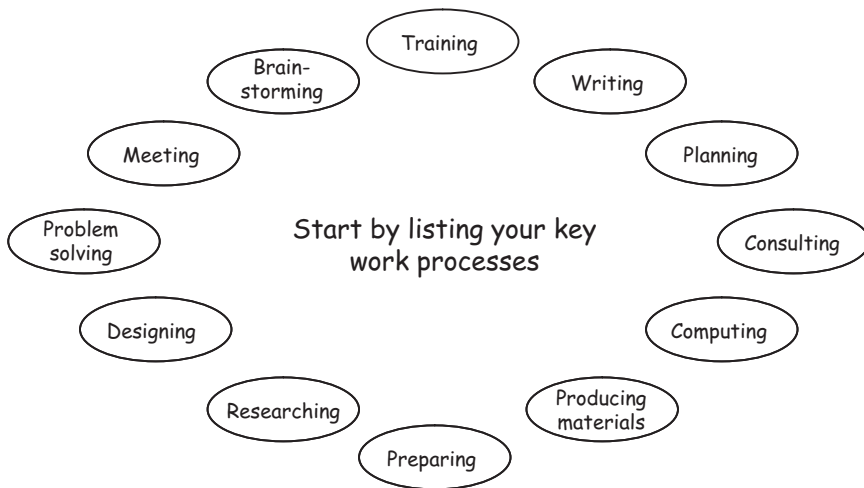 Training
Brain-
storming
Writing
Meeting
Planning
Problem
solving
Start by listing your key
work processes
Consulting
Designing
Computing
Researching
Producing
materials
Preparing